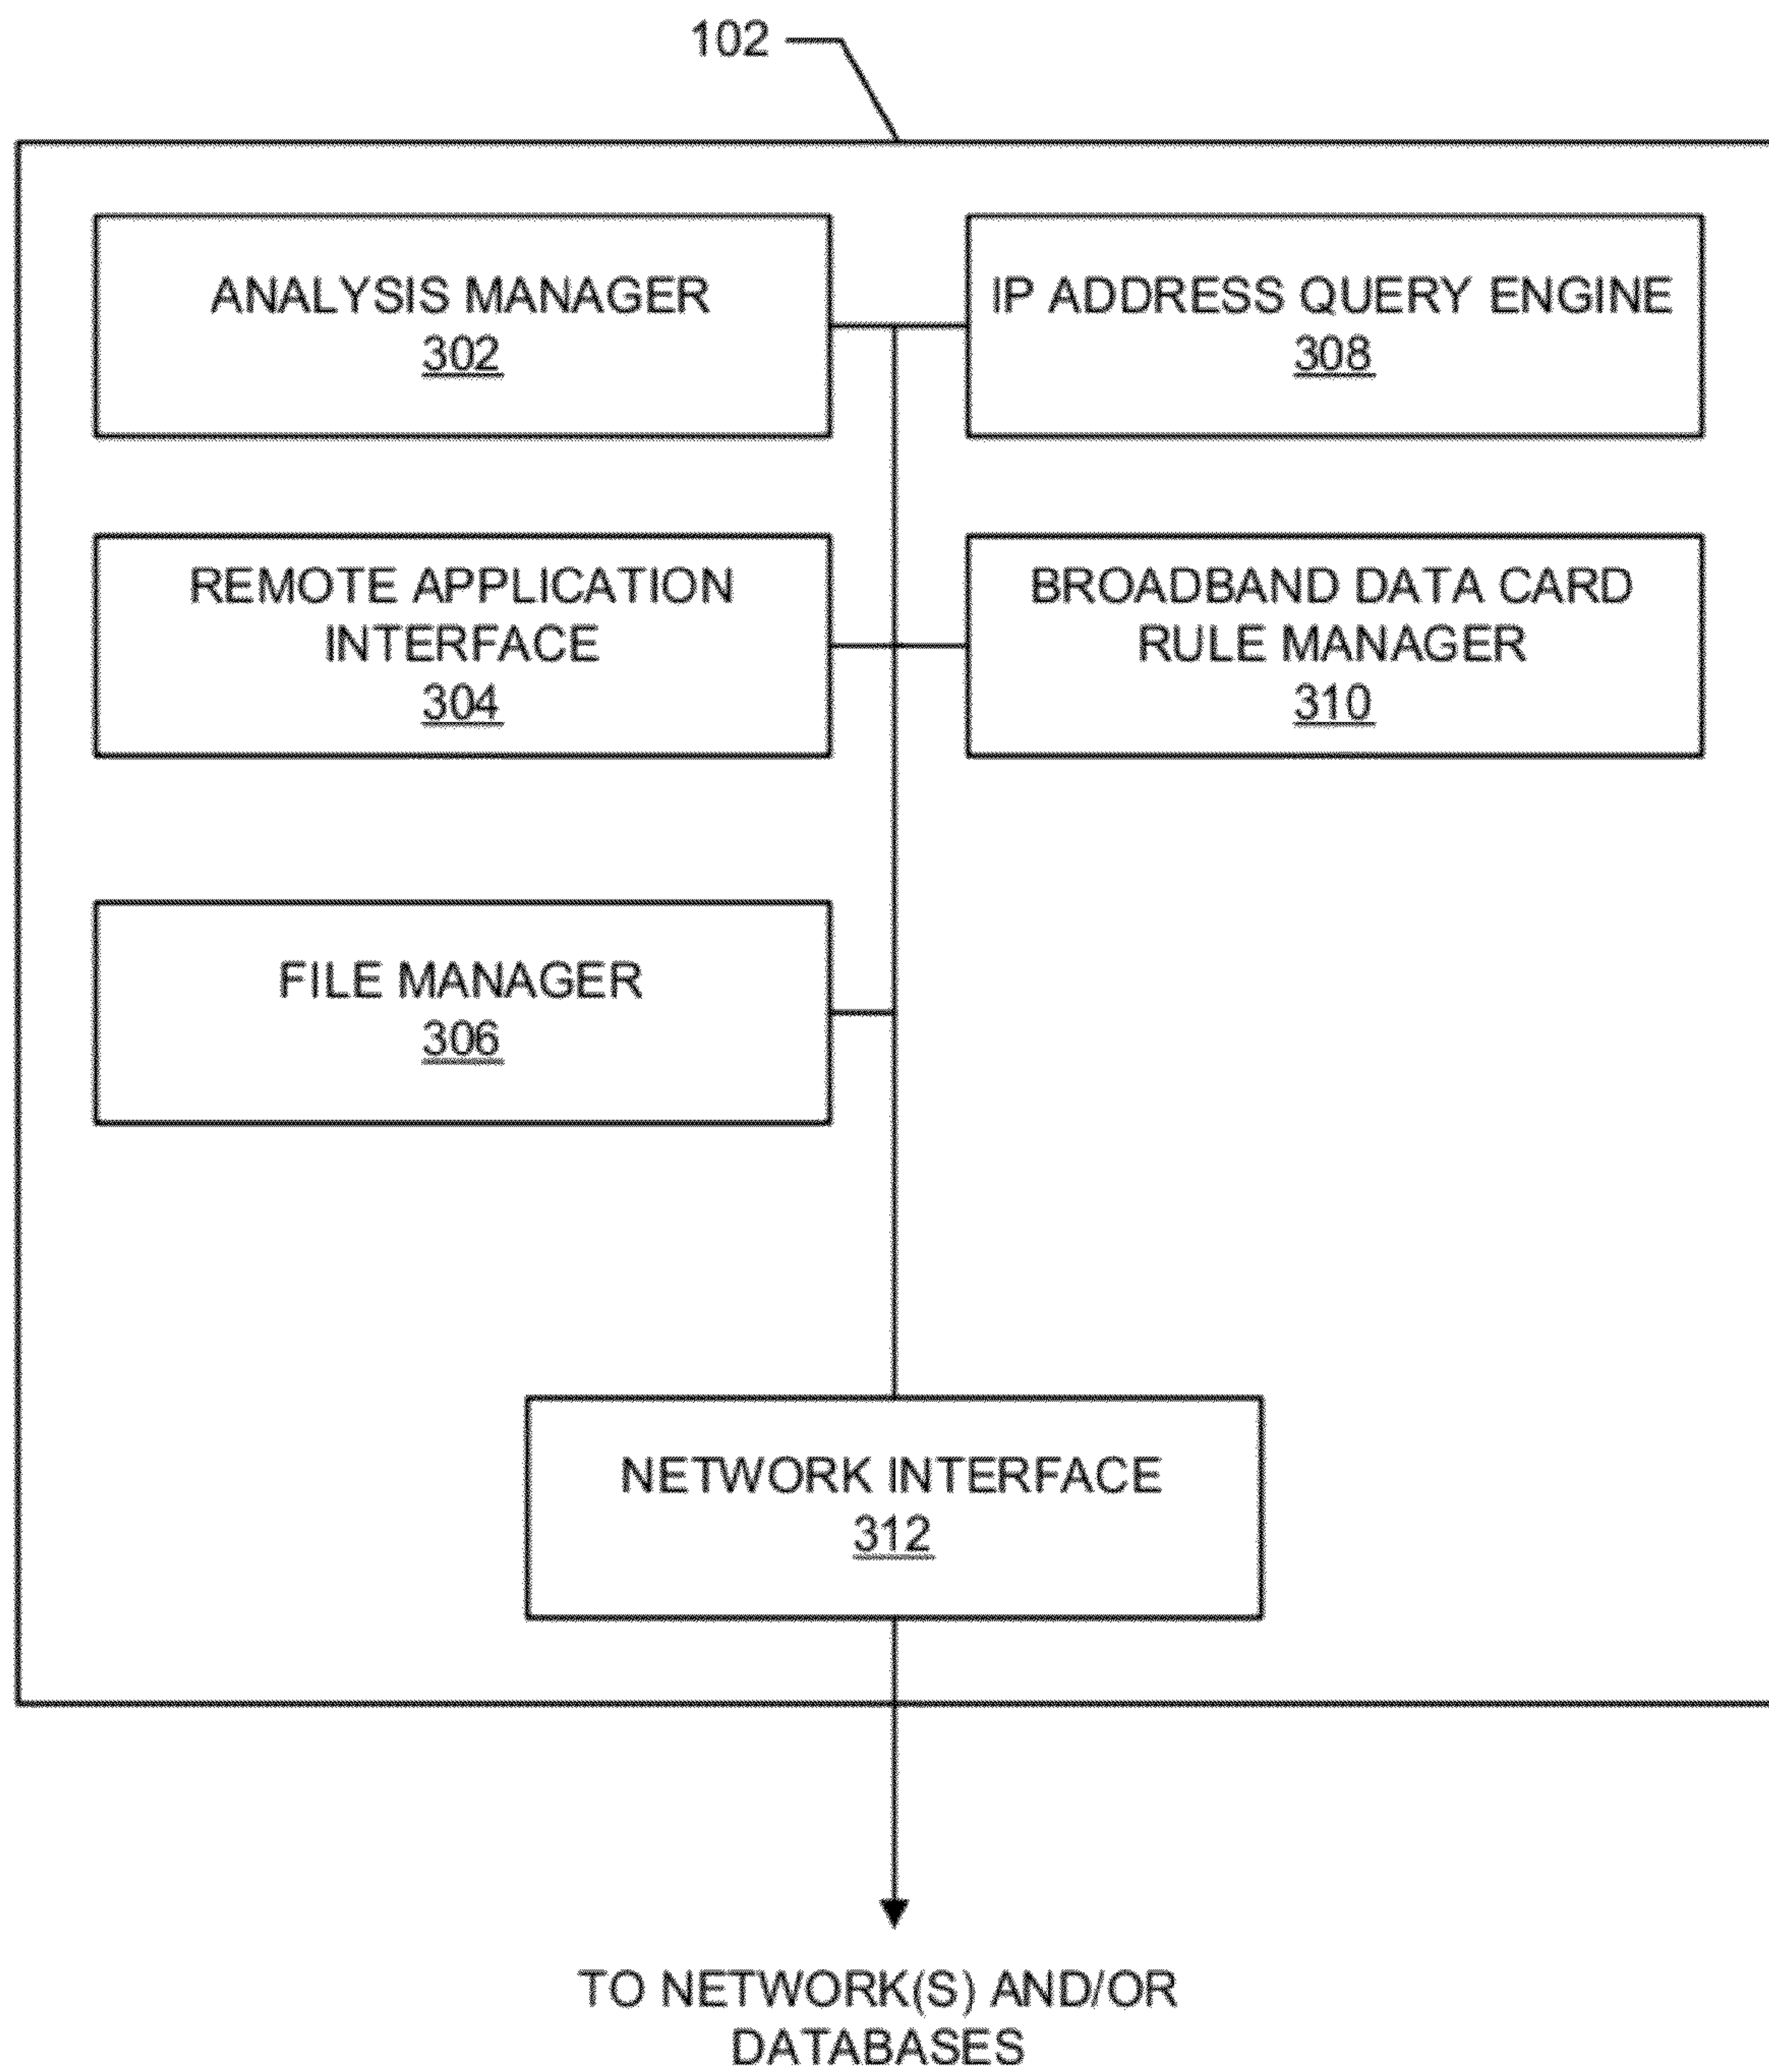 102
ANALYSIS MANAGER
302
IP ADDRESS QUERY ENGINE
308
REMOTE APPLICATION
INTERFACE
304
BROADBAND DATA CARD
RULE MANAGER
310
FILE MANAGER
306
NETWORK INTERFACE
312
TO NETWORK(S) AND/OR
DATABASES